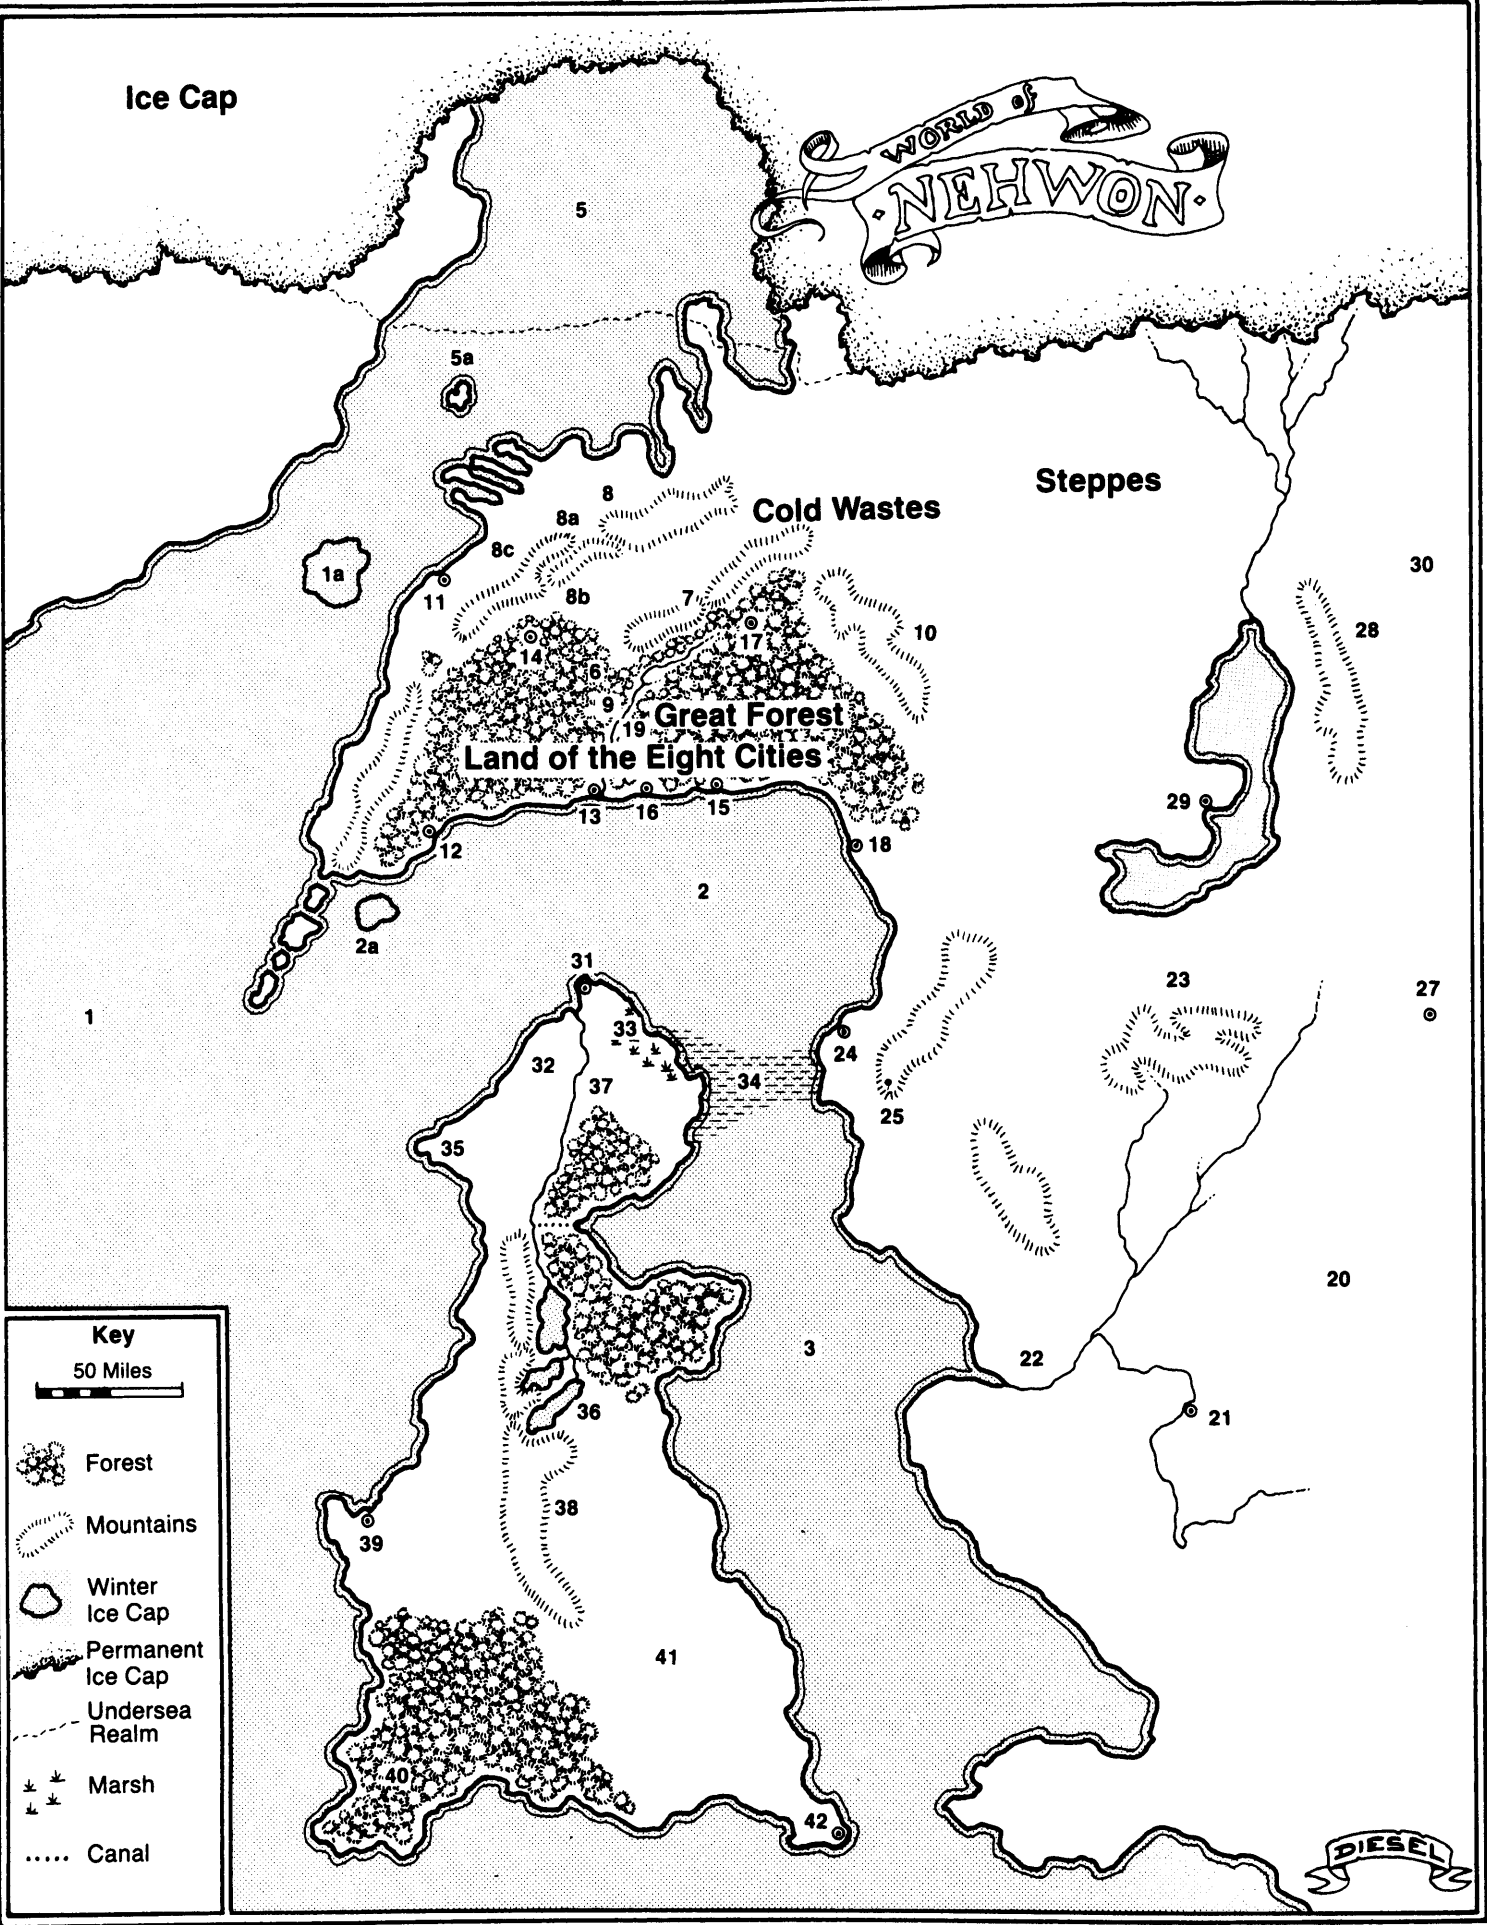 Ice Cap
WORLD of
NEHWON
5
5a
Steppes
8
Cold Wastes
8a
8c
30
1a
11
8b
7
28
10
17
14
6
9
Great Forest
19
Land of the Eight Cities
29
13
16
15
12
18
2
2a
31
23
27
1
33
24
32
34
37
25
35
20
Key
50 Miles
3
22
36
21
Forest
38
Mountains
39
Winter
Ice Cap
Permanent
Ice Cap
41
Undersea
Realm
40
Marsh
42
Canal
DIESEL